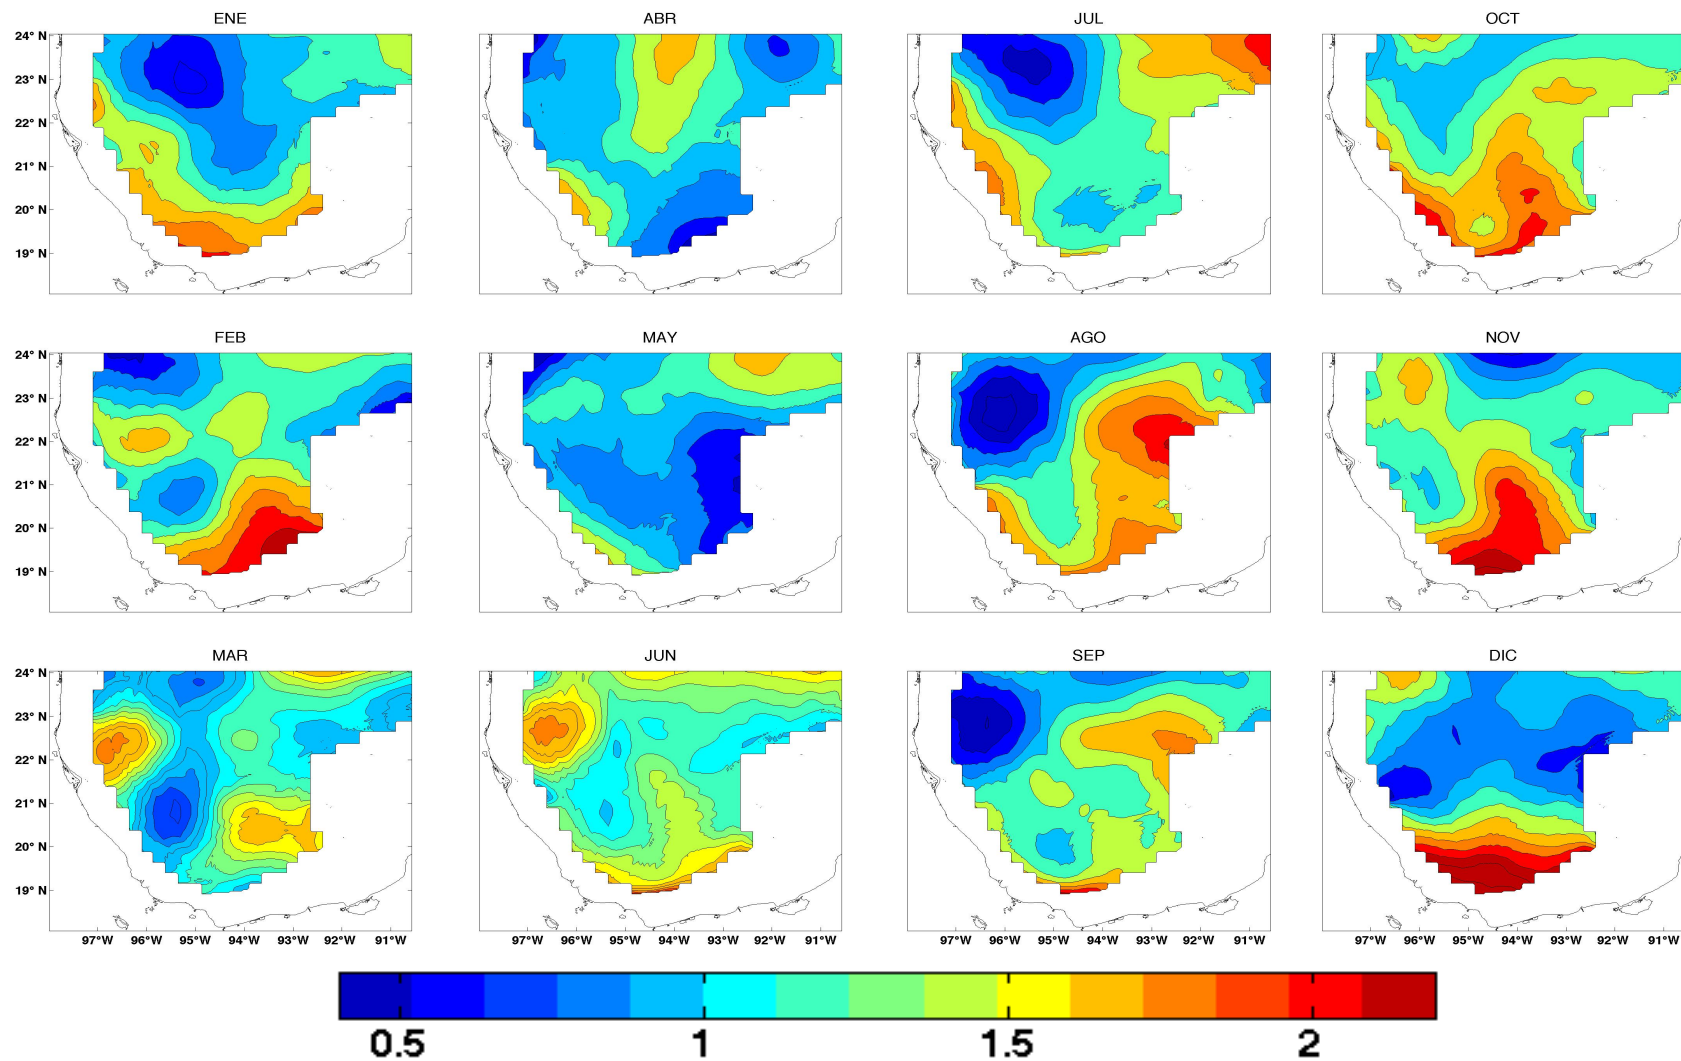 ENE ABR JUL OCT
24° N
23° N
22° N
21° N
20° N
19° N
FEB MAY AGO NOV
24° N
23° N
22° N
21° N
20° N
19° N
MAR JUN SEP DIC
24° N
23° N
22° N
21° N
20° N
19° N
97°W 96°W 95°W 94°W 93°W 92°W 91°W 97°W 96°W 95°W 94°W 93°W 92°W 91°W 97°W 96°W 95°W 94°W 93°W 92°W 91°W 97°W 96°W 95°W 94°W 93°W 92°W 91°W
0.5 1 1.5 2